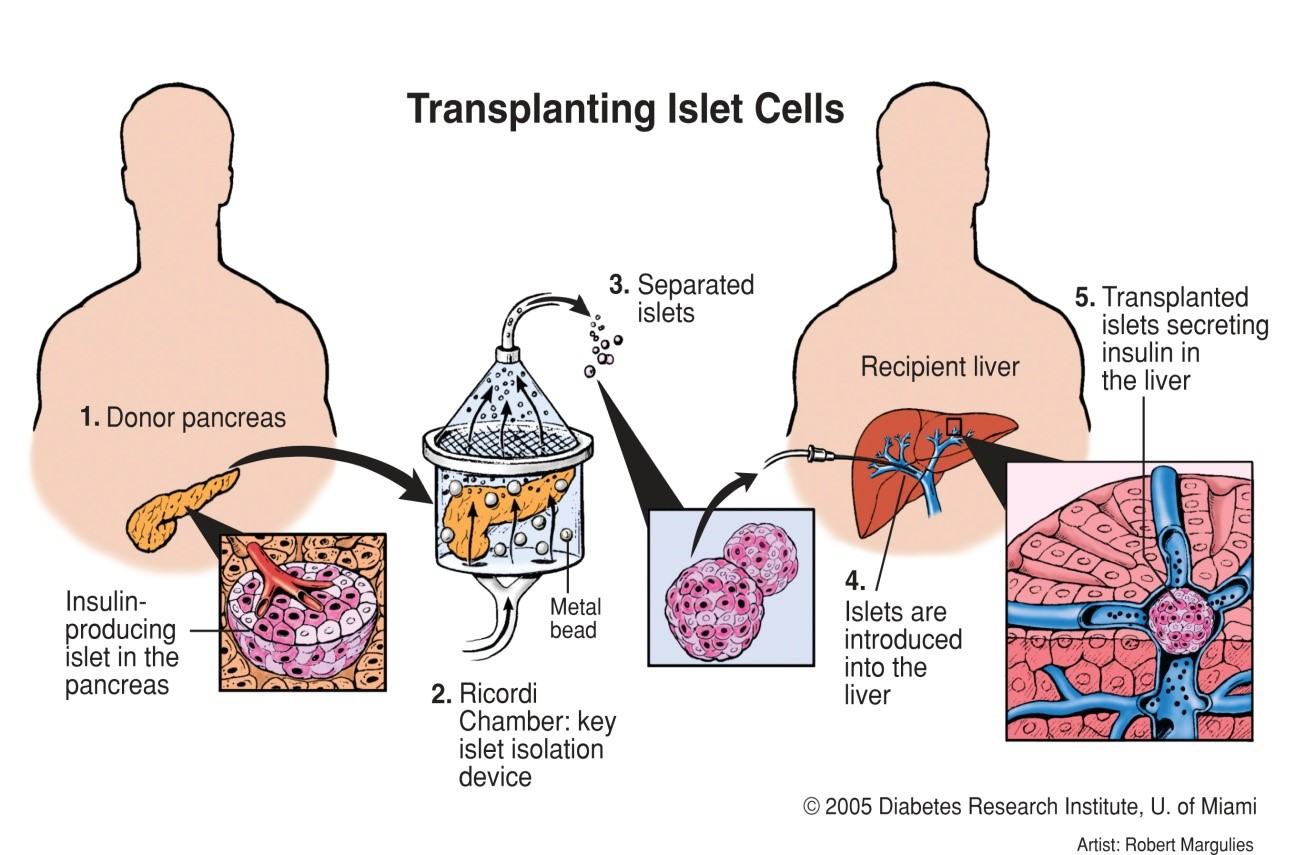 Transplanting Islet Cells
1. Donor pancreas
Insulin-
producing
islet in the
pancreas
2. Ricordi
Chamber: key
islet isolation
device
Metal
bead
3. Separated
islets
Recipient liver
4.
Islets are
introduced
into the
liver
5. Transplanted
islets secreting
insulin in
the liver
© 2005 Diabetes Research Institute, U. of Miami
Artist: Robert Margulies